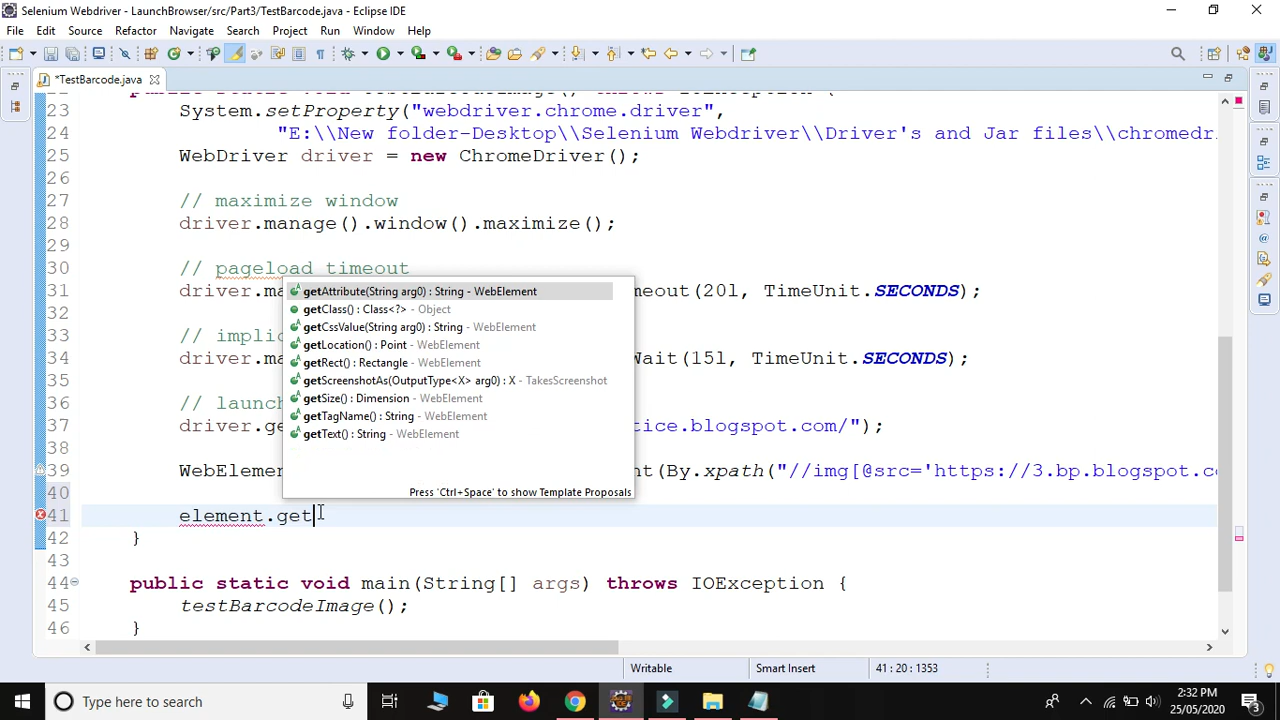 Selenium Webdriver - LaunchBrowser/src/Part3/TestBarcode.java - Eclipse IDE
File Edit Source Refactor Navigate Search Project Run Window Help
*TestBarcode.java
23 System.setProperty("webdriver.chrome.driver",
24 "E:\\New folder-Desktop\\Selenium Webdriver\\Driver's and Jar files\\chromedri
25 WebDriver driver = new ChromeDriver();
26
27 // maximize window
28 driver.manage().window().maximize();
29
30 // pageload timeout
31 driver.ma meout(20l, TimeUnit.SECONDS);
32
33 // implic
34 driver.ma Wait(15l, TimeUnit.SECONDS);
35
36 // launch
37 driver.ge tice.blogspot.com/");
38
39 WebElemen nt(By.xpath("//img[@src='https://3.bp.blogspot.co
40
41 element.get
42 }
43
44 public static void main(String[] args) throws IOException {
45 testBarcodeImage();
46 }
getAttribute(String arg0) : String - WebElement
getClass() : Class<?> - Object
getCssValue(String arg0) : String - WebElement
getLocation() : Point - WebElement
getRect() : Rectangle - WebElement
getScreenshotAs(OutputType<X> arg0) : X - TakesScreenshot
getSize() : Dimension - WebElement
getTagName() : String - WebElement
getText() : String - WebElement
Press 'Ctrl+Space' to show Template Proposals
Writable Smart Insert 41 : 20 : 1353
Type here to search
2:32 PM
25/05/2020
3